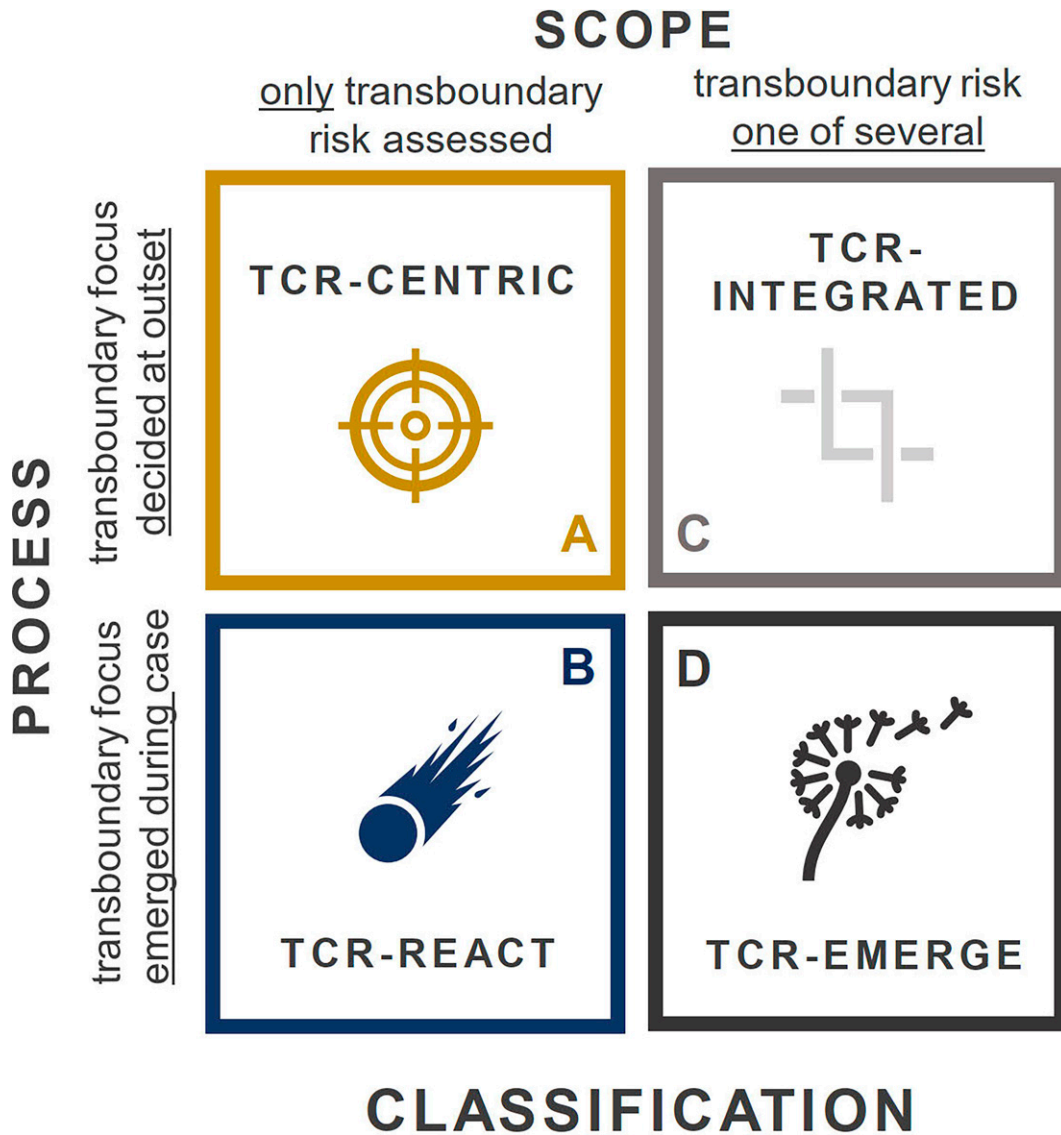 SCOPE
only transboundary
risk assessed
transboundary risk
one of several
PROCESS
transboundary focus
decided at outset
TCR-CENTRIC
A
TCR-
INTEGRATED
C
transboundary focus
emerged during case
B
TCR-REACT
D
TCR-EMERGE
CLASSIFICATION